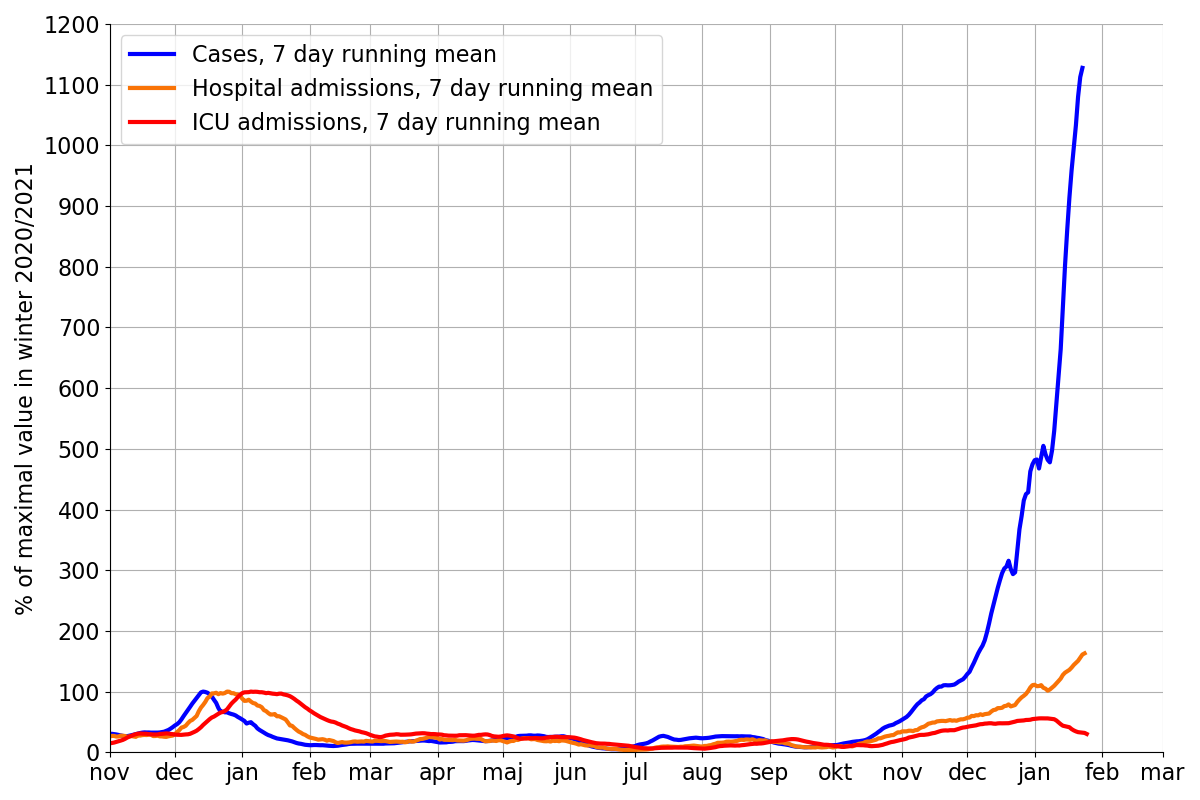 1200
1100
1000
900
800
700
600
500
400
300
200
100
0
% of maximal value in winter 2020/2021
Cases, 7 day running mean
Hospital admissions, 7 day running mean
ICU admissions, 7 day running mean
nov dec jan feb mar apr maj jun jul aug sep okt nov dec jan feb mar